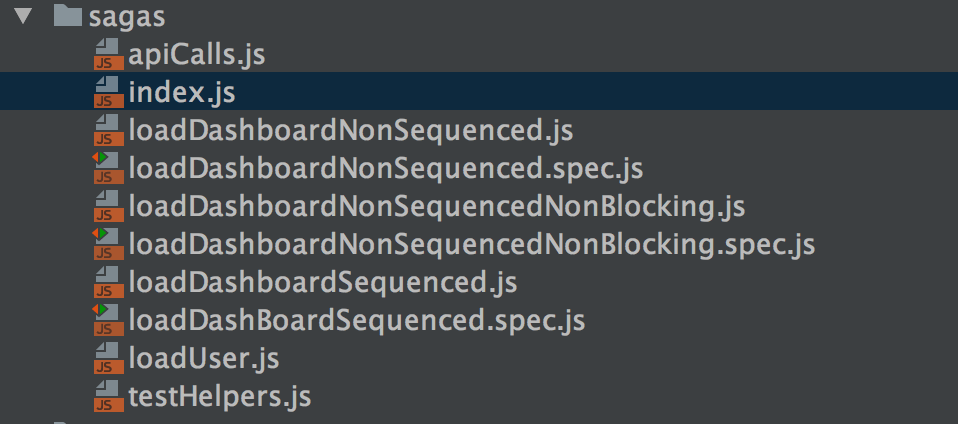 sagas
JS apiCalls.js
JS index.js
JS loadDashboardNonSequenced.js
JS loadDashboardNonSequenced.spec.js
JS loadDashboardNonSequencedNonBlocking.js
JS loadDashboardNonSequencedNonBlocking.spec.js
JS loadDashboardSequenced.js
JS loadDashBoardSequenced.spec.js
JS loadUser.js
JS testHelpers.js